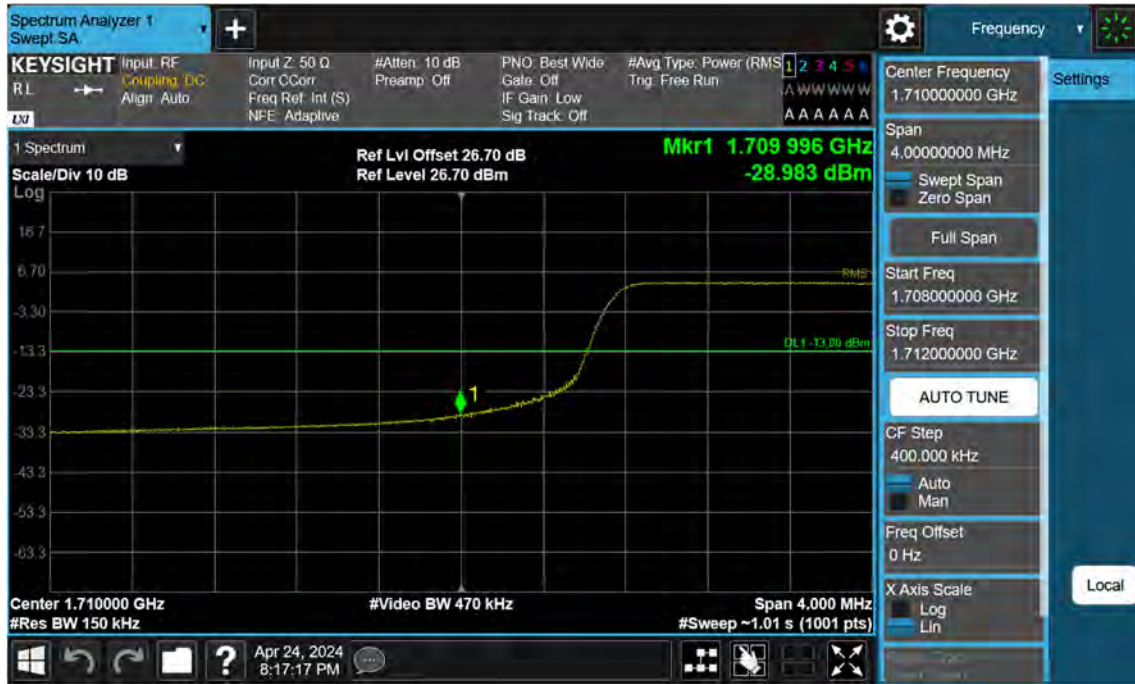 Spectrum Analyzer 1
Swept SA
Frequency
KEYSIGHT
RL
LXI
Input: RF
Coupling: DC
Align: Auto
Input Z: 50 Ω
Corr CCorr
Freq Ref: Int (S)
NFE: Adaptive
#Atten: 10 dB
Preamp: Off
PNO: Best Wide
Gate: Off
IF Gain: Low
Sig Track: Off
#Avg Type: Power (RMS
Trig: Free Run
1 2 3 4 5 6
A W W W W W
A A A A A A
1 Spectrum
Scale/Div 10 dB
Log
Ref Lvl Offset 26.70 dB
Ref Level 26.70 dBm
Mkr1 1.709 996 GHz
-28.983 dBm
16.7
6.70
-3.30
-13.3
-23.3
-33.3
-43.3
-53.3
-63.3
RMS
DL1 -13.00 dBm
1
Center 1.710000 GHz
#Res BW 150 kHz
#Video BW 470 kHz
Span 4.000 MHz
#Sweep ~1.01 s (1001 pts)
Center Frequency
1.710000000 GHz
Span
4.00000000 MHz
Swept Span
Zero Span
Full Span
Start Freq
1.708000000 GHz
Stop Freq
1.712000000 GHz
AUTO TUNE
CF Step
400.000 kHz
Auto
Man
Freq Offset
0 Hz
X Axis Scale
Log
Lin
Settings
Local
?
Apr 24, 2024
8:17:17 PM